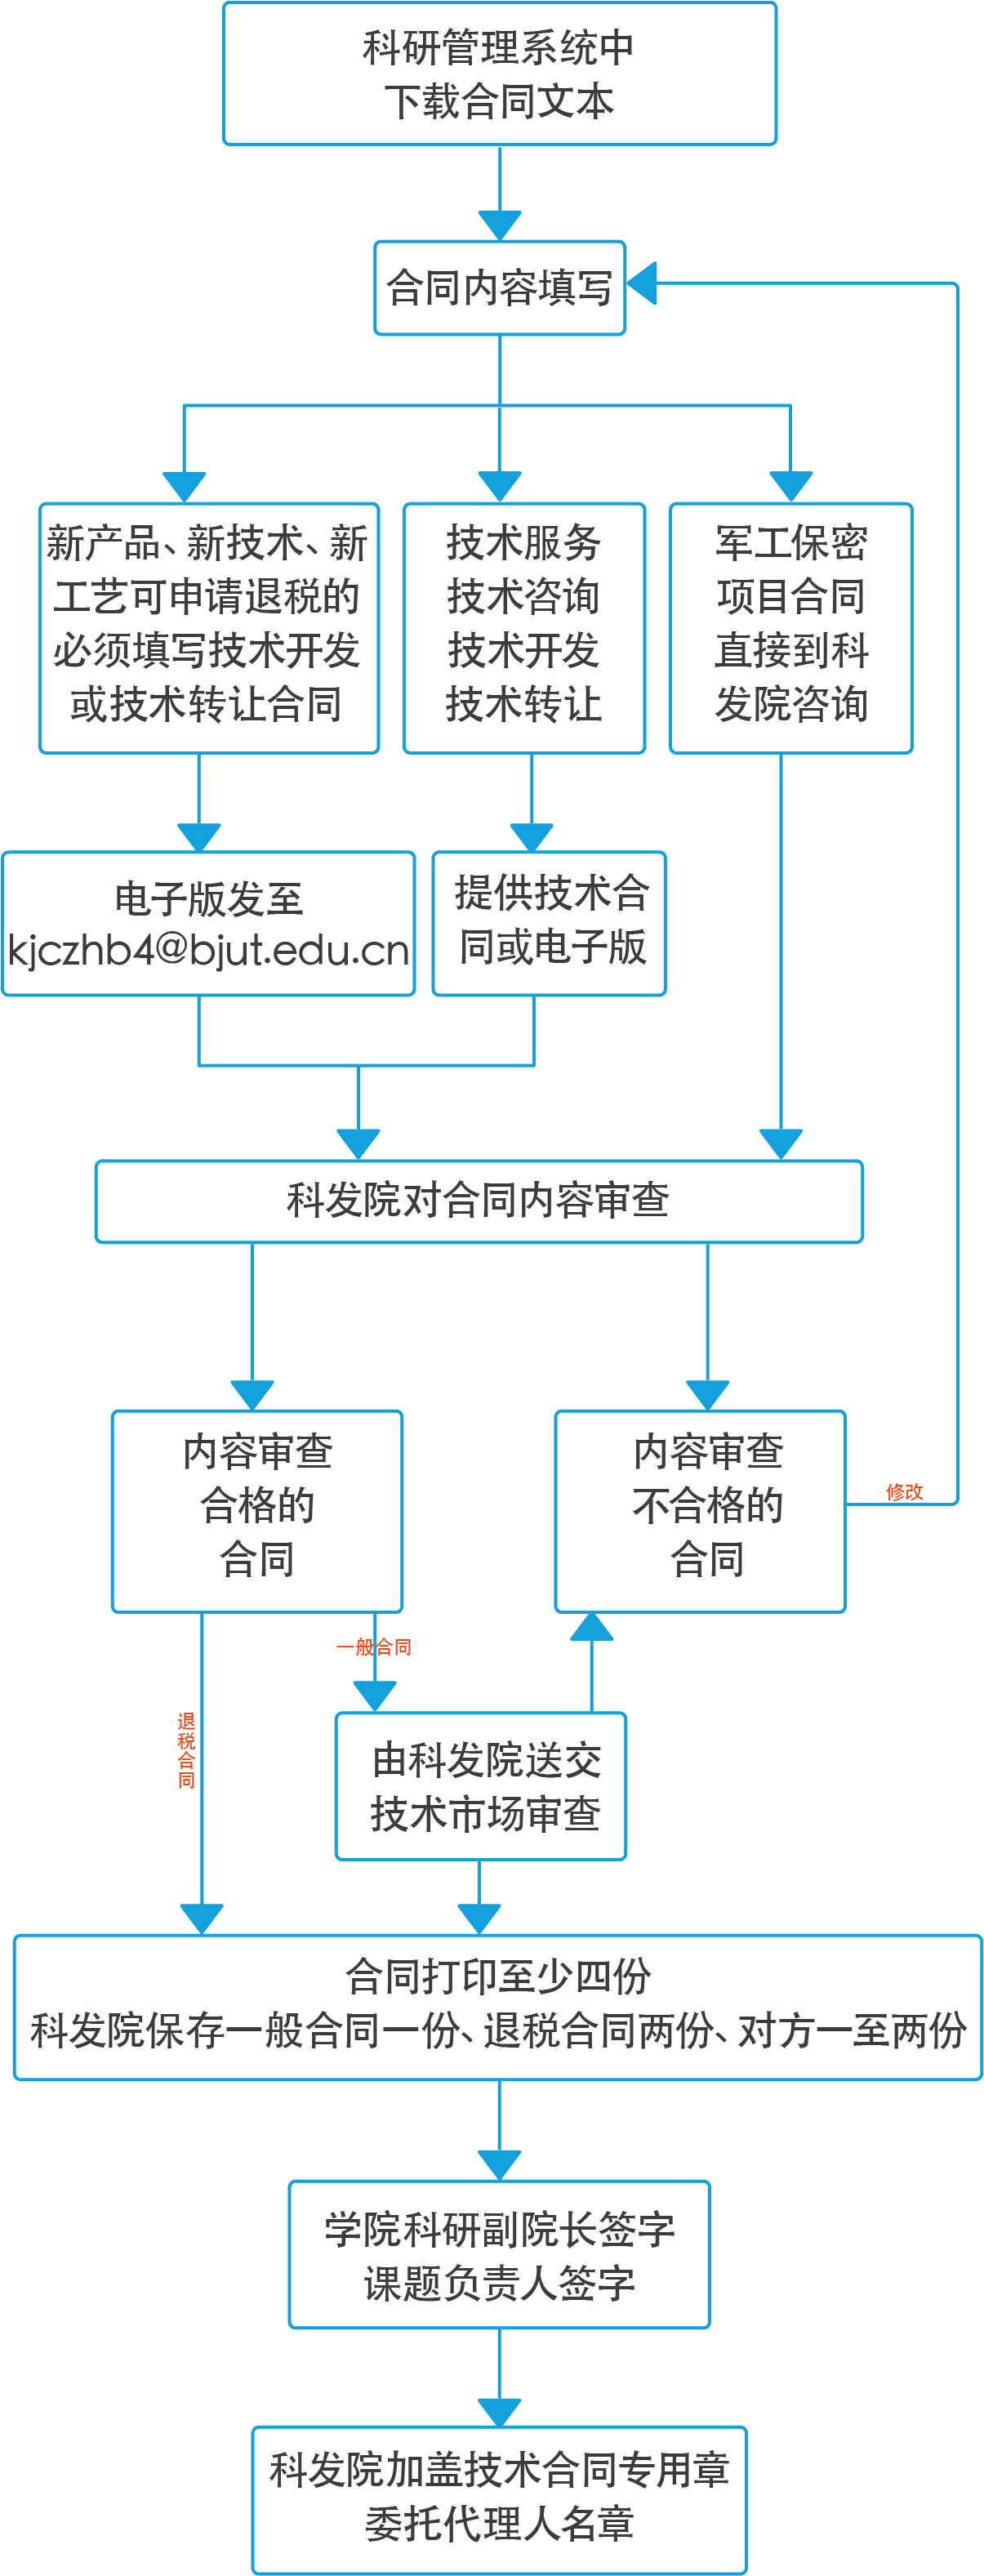 科研管理系统中
下载合同文本
合同内容填写
新产品、新技术、新
工艺可申请退税的
必须填写技术开发
或技术转让合同
技术服务
技术咨询
技术开发
技术转让
军工保密
项目合同
直接到科
发院咨询
电子版发至
kjczhb4@bjut.edu.cn
提供技术合
同或电子版
科发院对合同内容审查
内容审查
合格的
合同
内容审查
不合格的
合同
修改
一般合同
退税合同
由科发院送交
技术市场审查
合同打印至少四份
科发院保存一般合同一份、退税合同两份、对方一至两份
学院科研副院长签字
课题负责人签字
科发院加盖技术合同专用章
委托代理人名章